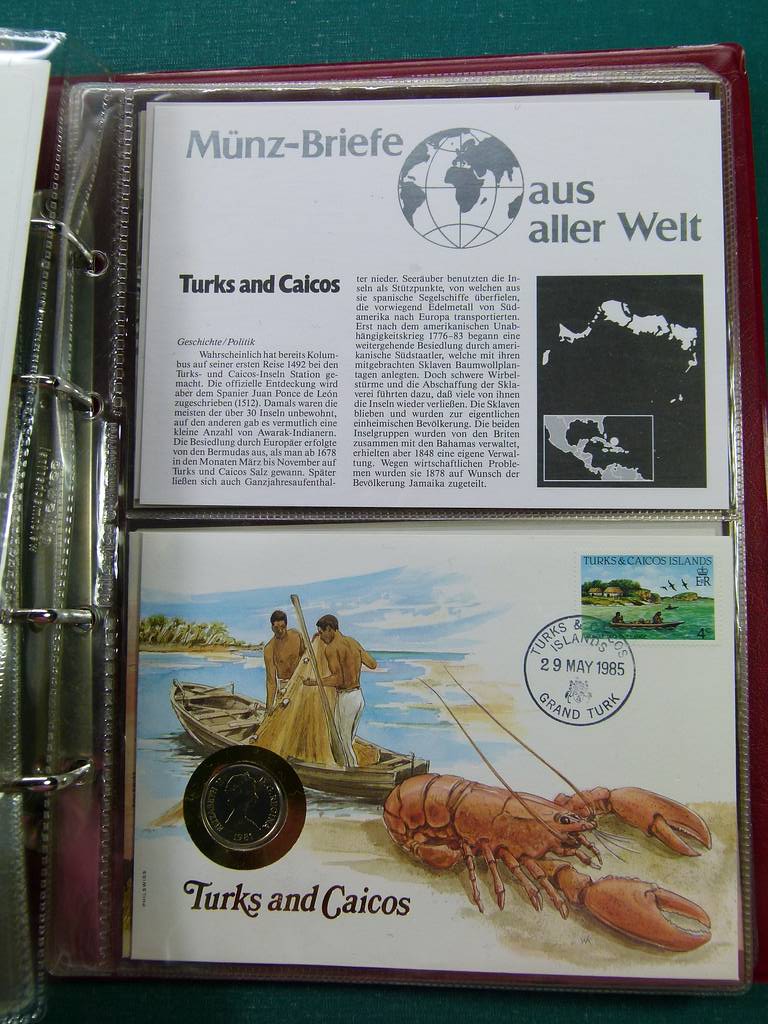 Münz-Briefe
aus
aller Welt
Turks and Caicos
Geschichte/Politik
Wahrscheinlich hat bereits Kolum-
bus auf seiner ersten Reise 1492 bei den
Turks- und Caicos-Inseln Station ge-
macht. Die offizielle Entdeckung wird
aber dem Spanier Juan Ponce de León
zugeschrieben (1512). Damals waren die
meisten der über 30 Inseln unbewohnt,
auf den anderen gab es vermutlich eine
kleine Anzahl von Awarak-Indianern.
Die Besiedlung durch Europäer erfolgte
von den Bermudas aus, als man ab 1678
in den Monaten März bis November auf
Turks und Caicos Salz gewann. Später
ließen sich auch Ganzjahresaufenthal-
ter nieder. Seeräuber benutzten die In-
seln als Stützpunkte, von welchen aus
sie spanische Segelschiffe überfielen,
die vorwiegend Edelmetall von Süd-
amerika nach Europa transportierten.
Erst nach dem amerikanischen Unab-
hängigkeitskrieg 1776–83 begann eine
weitergehende Besiedlung durch ameri-
kanische Südstaatler, welche mit ihren
mitgebrachten Sklaven Baumwollplan-
tagen anlegten. Doch schwere Wirbel-
stürme und die Abschaffung der Skla-
verei führten dazu, daß viele von ihnen
die Inseln wieder verließen. Die Sklaven
blieben und wurden zur eigentlichen
einheimischen Bevölkerung. Die beiden
Inselgruppen wurden von den Briten
zusammen mit den Bahamas verwaltet,
erhielten aber 1848 eine eigene Verwal-
tung. Wegen wirtschaftlichen Proble-
men wurden sie 1878 auf Wunsch der
Bevölkerung Jamaika zugeteilt.
TURKS & CAICOS ISLANDS
E R
4¢
TURKS & CAICOS
ISLANDS
29 MAY 1985
GRAND TURK
PHILSWISS
Turks and Caicos